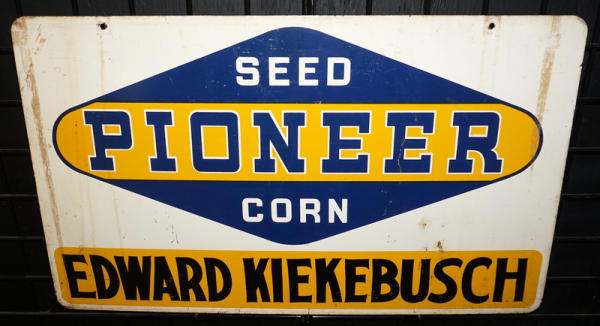 SEED
PIONEER
CORN
EDWARD KIEKEBUSCH